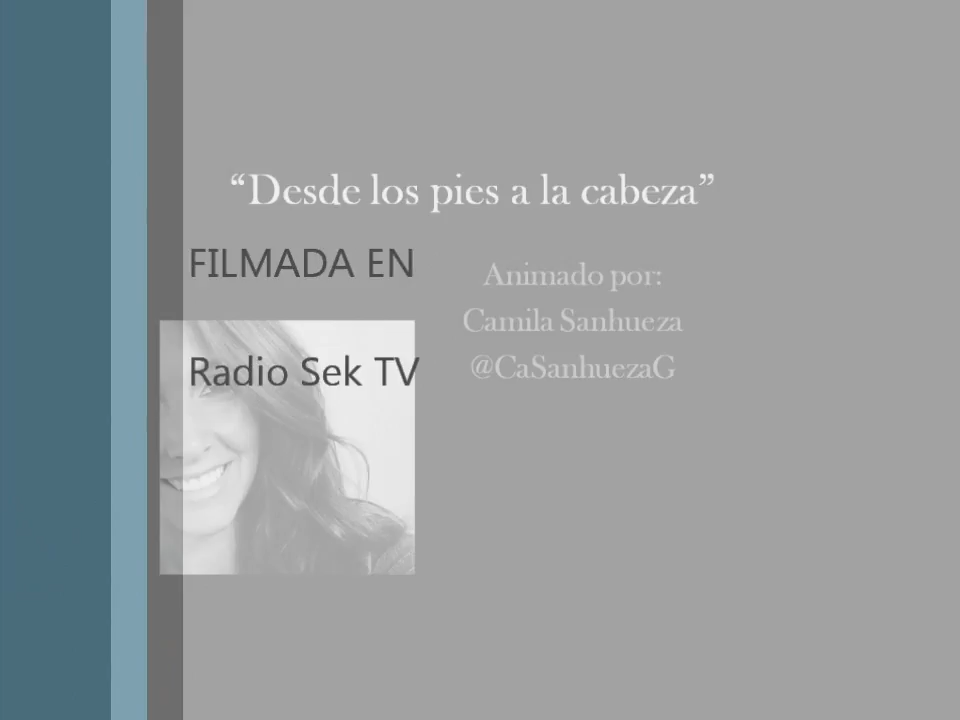 “Desde los pies a la cabeza”
FILMADA EN
Animado por:
Camila Sanhueza
Radio Sek TV
@CaSanhuezaG